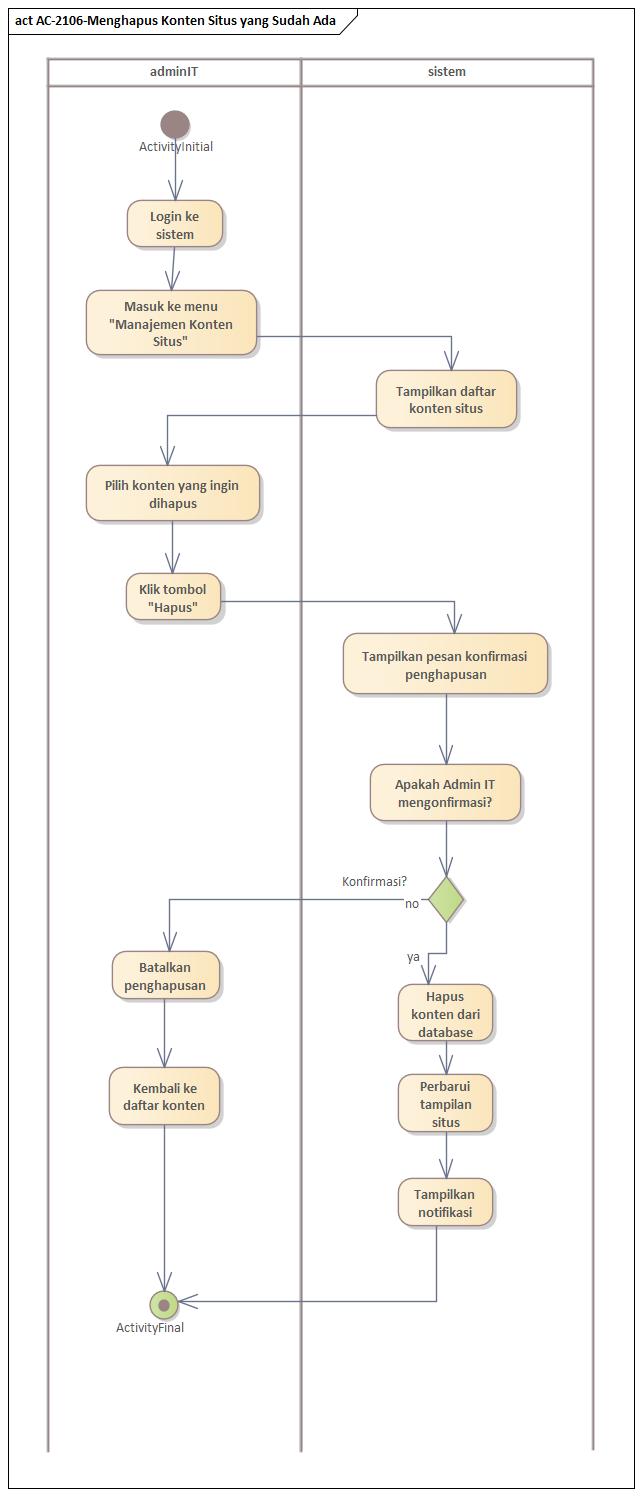 act AC-2106-Menghapus Konten Situs yang Sudah Ada
adminIT
sistem
ActivityInitial
Login ke
sistem
Masuk ke menu
"Manajemen Konten
Situs"
Tampilkan daftar
konten situs
Pilih konten yang ingin
dihapus
Klik tombol
"Hapus"
Tampilkan pesan konfirmasi
penghapusan
Apakah Admin IT
mengonfirmasi?
Konfirmasi?
no
ya
Batalkan
penghapusan
Hapus
konten dari
database
Kembali ke
daftar konten
Perbarui
tampilan
situs
Tampilkan
notifikasi
ActivityFinal